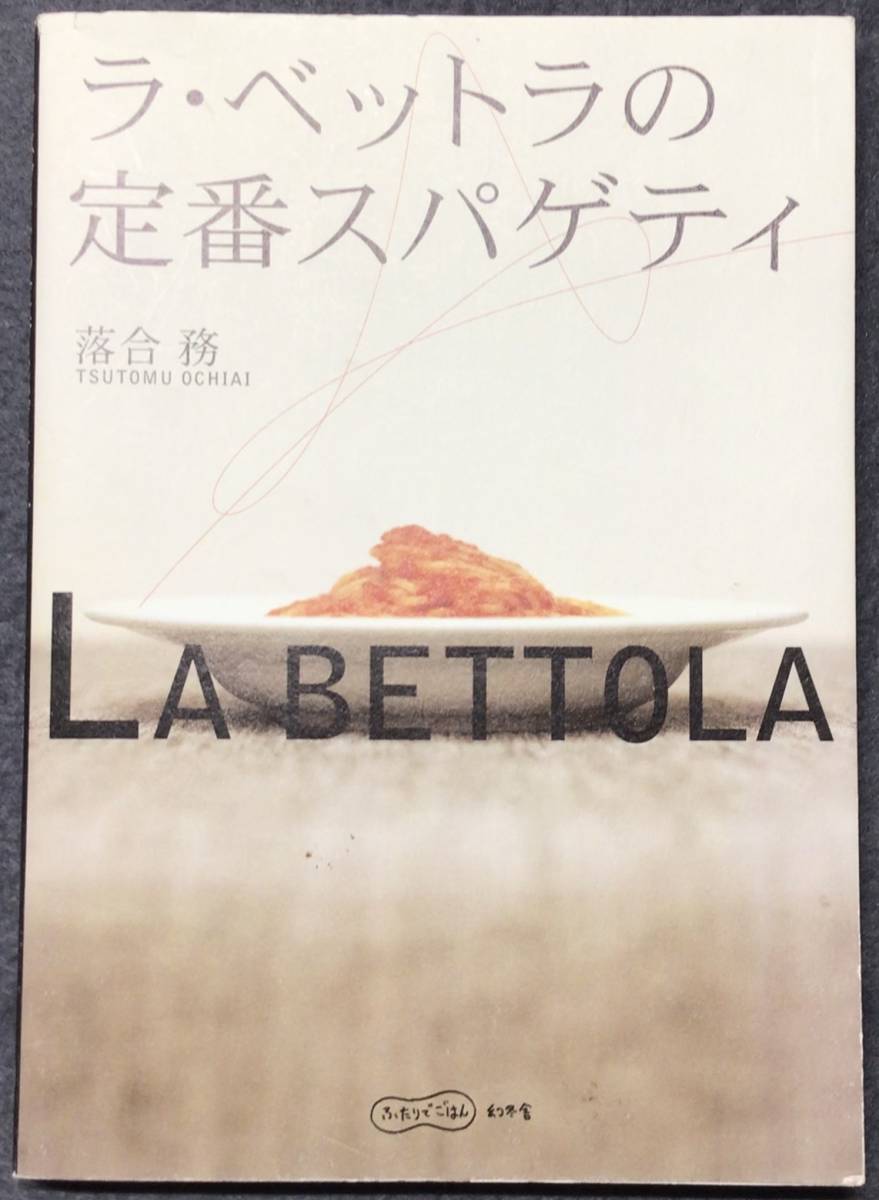 ラ・ベットラの
定番スパゲティ
落合 務
TSUTOMU OCHIAI
LA BETTOLA
ふたりでごはん 幻冬舎